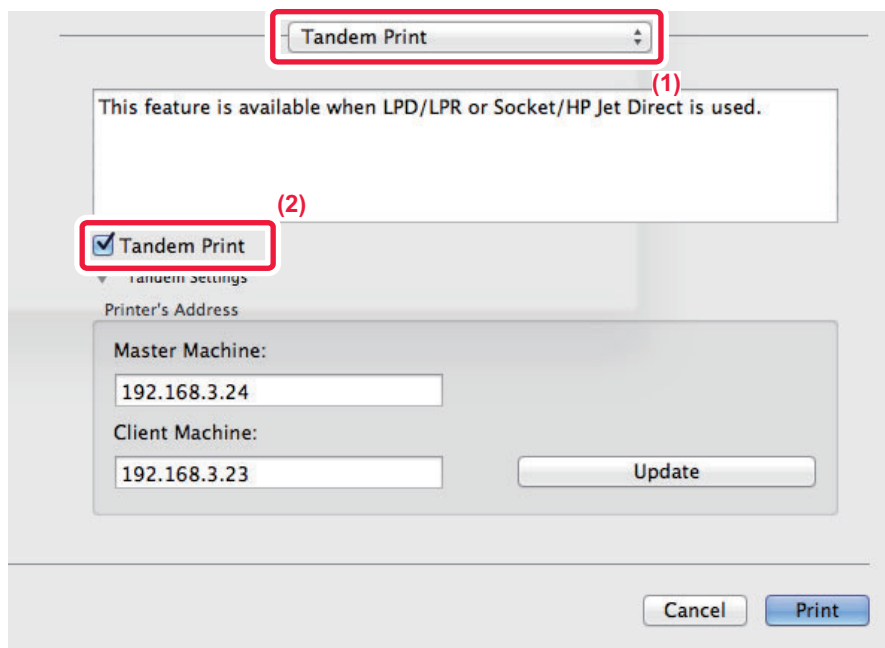 Tandem Print
(1)
This feature is available when LPD/LPR or Socket/HP Jet Direct is used.
(2)
Tandem Print
Tandem Settings
Printer's Address
Master Machine:
192.168.3.24
Client Machine:
192.168.3.23
Update
Cancel
Print